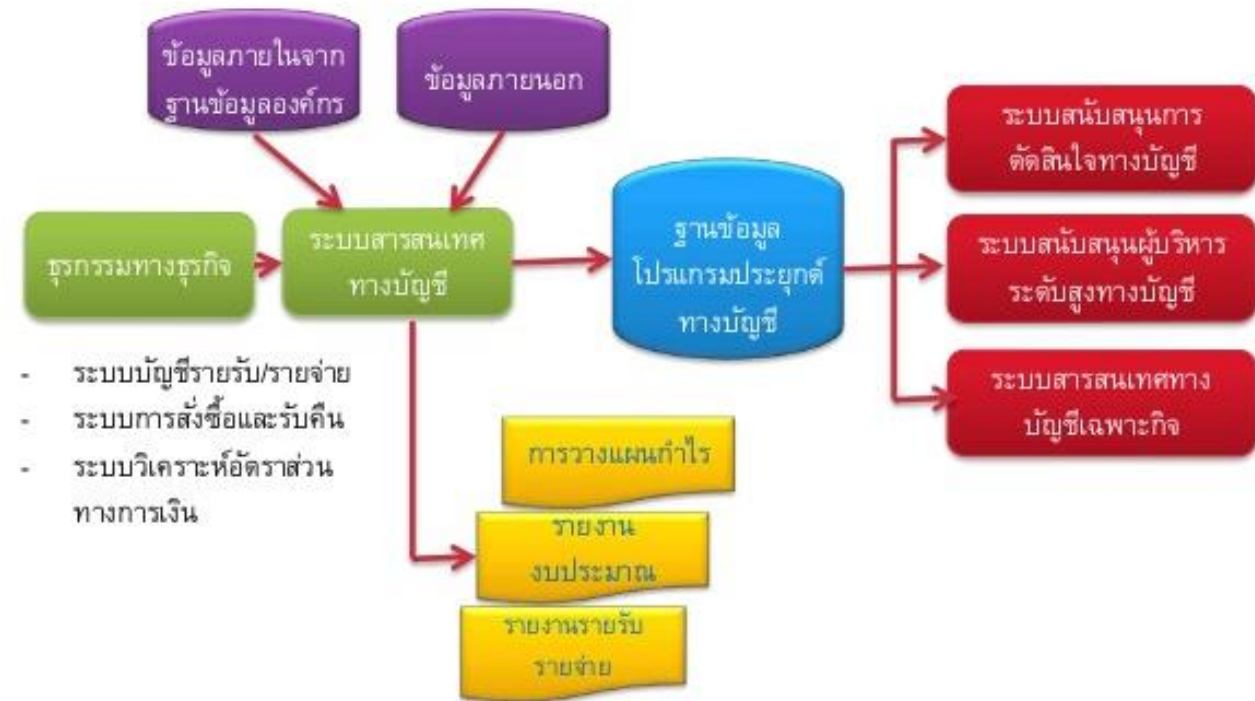 ข้อมูลภายในจาก
ฐานข้อมูลองค์กร
ข้อมูลภายนอก
ธุรกรรมทางธุรกิจ
ระบบสารสนเทศ
ทางบัญชี
ฐานข้อมูล
โปรแกรมประยุกต์
ทางบัญชี
ระบบสนับสนุนการ
ตัดสินใจทางบัญชี
ระบบสนับสนุนผู้บริหาร
ระดับสูงทางบัญชี
ระบบสารสนเทศทาง
บัญชีเฉพาะกิจ
- ระบบบัญชีรายรับ/รายจ่าย
- ระบบการสั่งซื้อและรับคืน
- ระบบวิเคราะห์อัตราส่วน
ทางการเงิน
การวางแผนกำไร
รายงาน
งบประมาณ
รายงานรายรับ
รายจ่าย